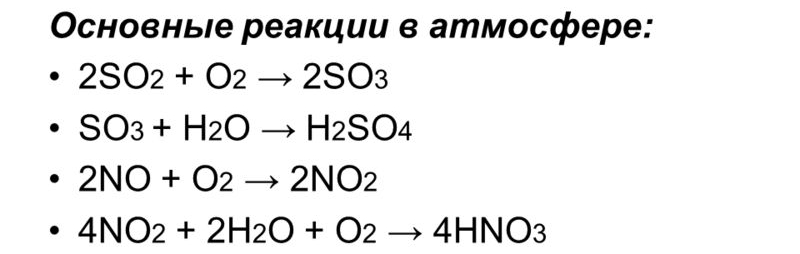 Основные реакции в атмосфере:
• 2SO2 + O2 → 2SO3
• SO3 + H2O → H2SO4
• 2NO + O2 → 2NO2
• 4NO2 + 2H2O + O2 → 4HNO3